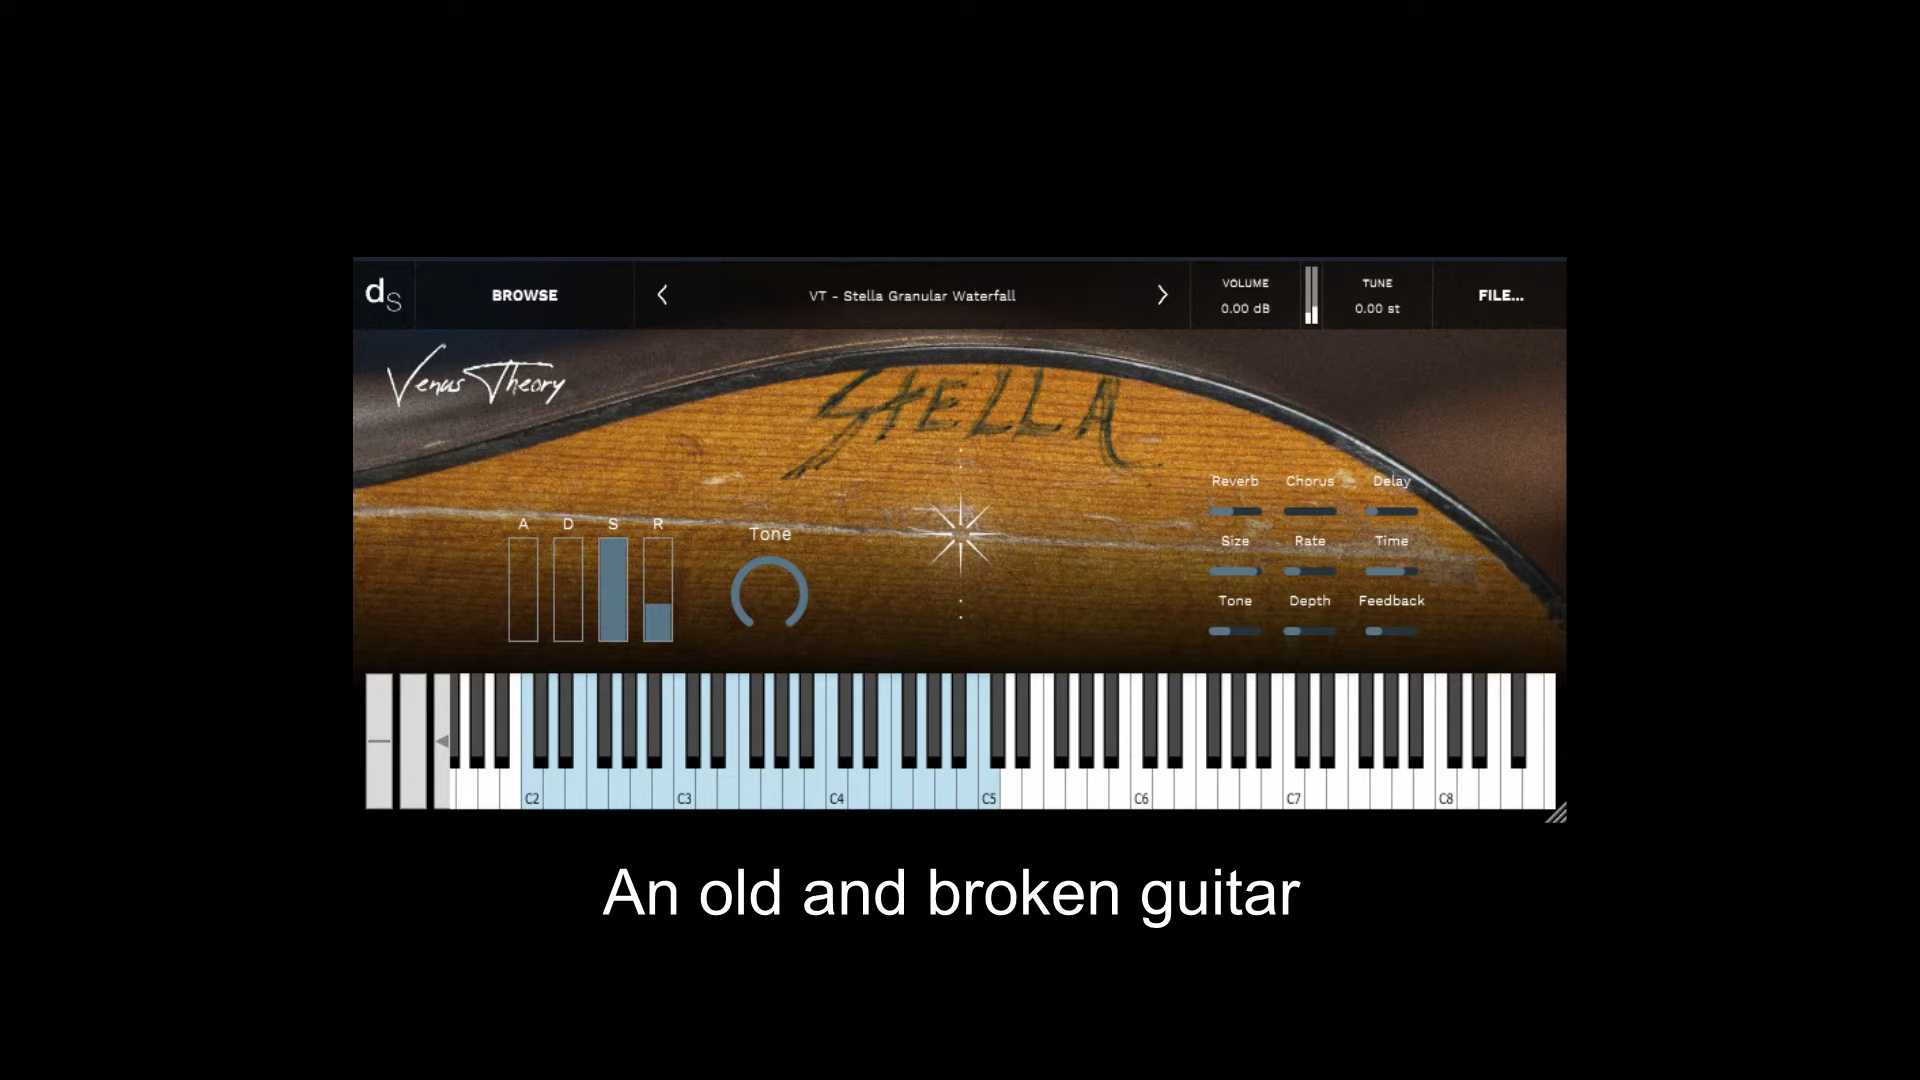 ds
BROWSE
VT - Stella Granular Waterfall
VOLUME
0.00 dB
TUNE
0.00 st
FILE...
Venus Theory
STELLA
A D S R
Tone
Reverb Chorus Delay
Size Rate Time
Tone Depth Feedback
C2 C3 C4 C5 C6 C7 C8
An old and broken guitar